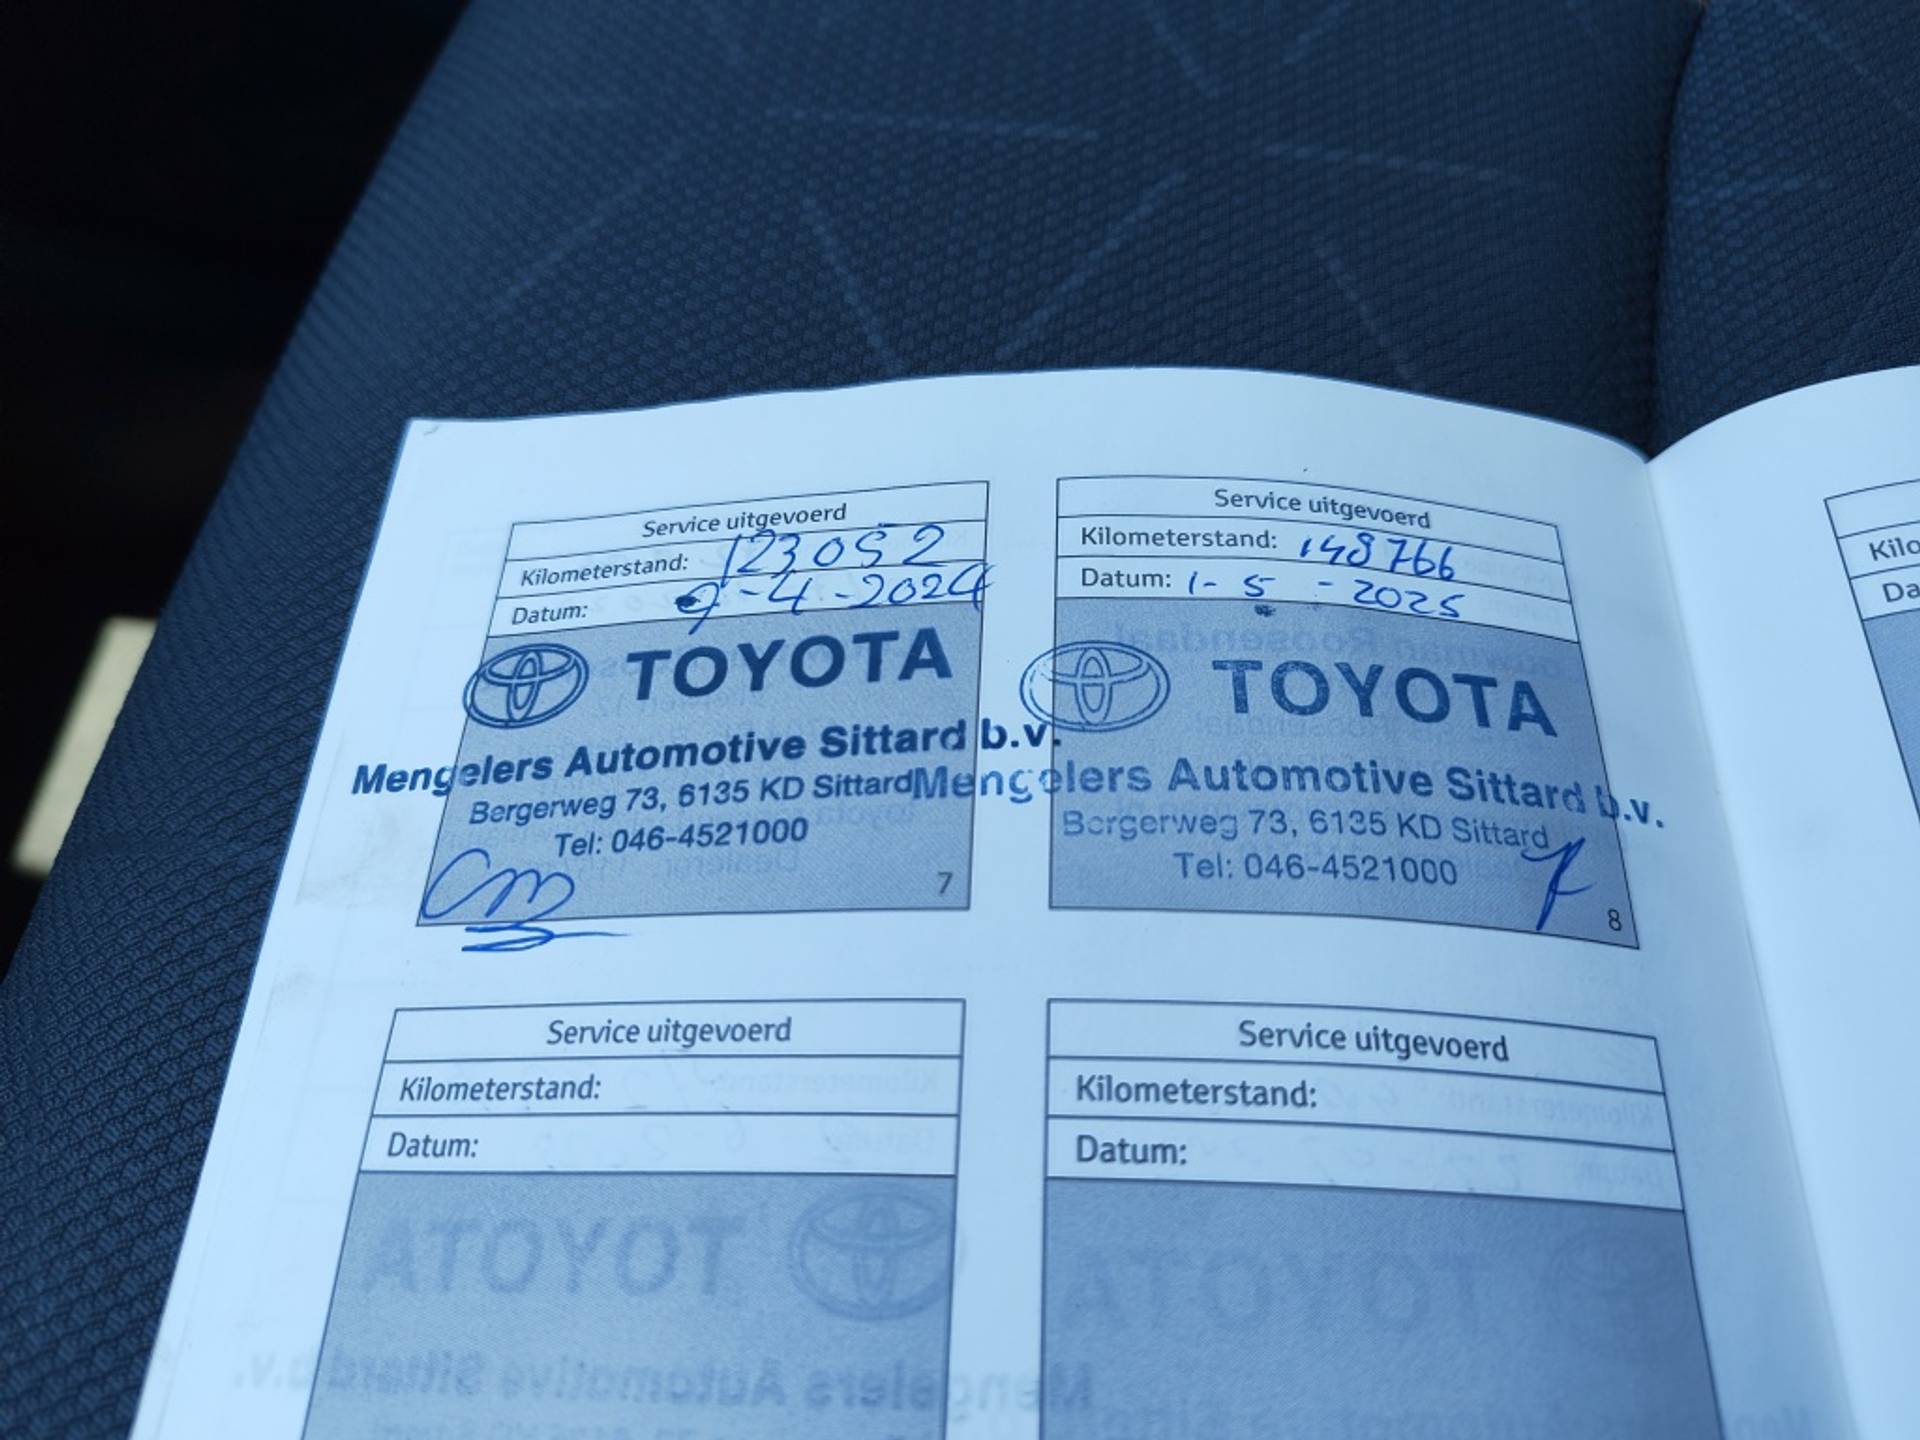 Service uitgevoerd
Kilometerstand: 123052
Datum: 9-4-2024
TOYOTA
Mengelers Automotive Sittard b.v.
Bergerweg 73, 6135 KD Sittard
Tel: 046-4521000
7
Service uitgevoerd
Kilometerstand: 148766
Datum: 1-5-2025
TOYOTA
Mengelers Automotive Sittard b.v.
Bergerweg 73, 6135 KD Sittard
Tel: 046-4521000
8
Service uitgevoerd
Kilometerstand:
Datum:
Service uitgevoerd
Kilometerstand:
Datum:
Kilo
Da